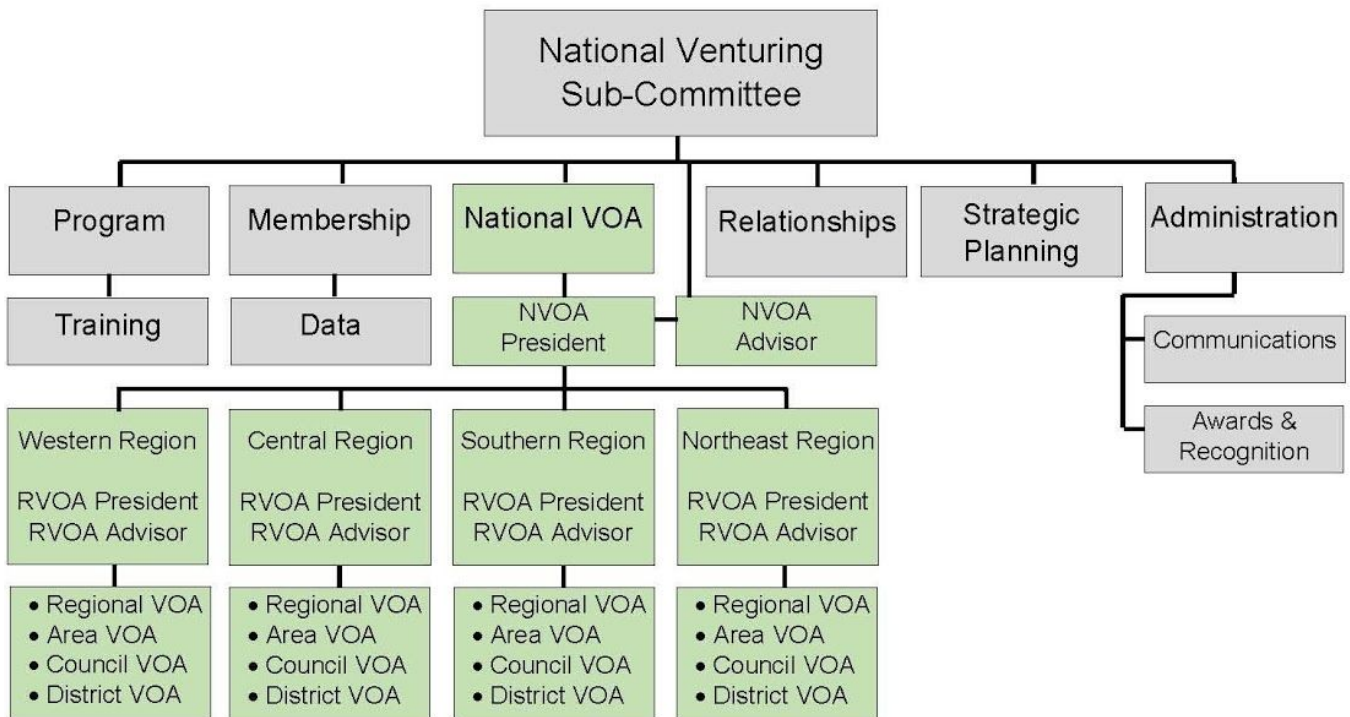 National Venturing
Sub-Committee
Program
Membership
National VOA
Relationships
Strategic
Planning
Administration
Training
Data
NVOA
President
NVOA
Advisor
Communications
Awards &
Recognition
Western Region
RVOA President
RVOA Advisor
Central Region
RVOA President
RVOA Advisor
Southern Region
RVOA President
RVOA Advisor
Northeast Region
RVOA President
RVOA Advisor
• Regional VOA
• Area VOA
• Council VOA
• District VOA
• Regional VOA
• Area VOA
• Council VOA
• District VOA
• Regional VOA
• Area VOA
• Council VOA
• District VOA
• Regional VOA
• Area VOA
• Council VOA
• District VOA